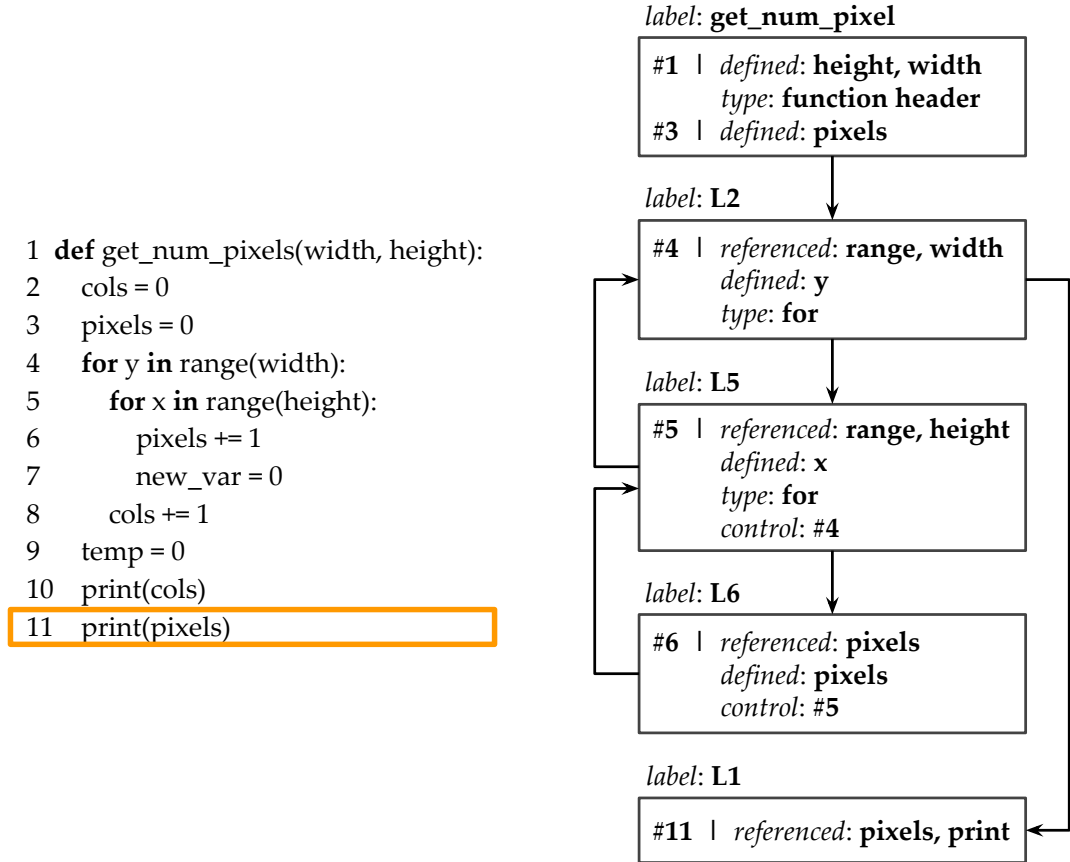 1 def get_num_pixels(width, height):
2 cols = 0
3 pixels = 0
4 for y in range(width):
5 for x in range(height):
6 pixels += 1
7 new_var = 0
8 cols += 1
9 temp = 0
10 print(cols)
11 print(pixels)
label: get_num_pixel
#1 | defined: height, width
type: function header
#3 | defined: pixels
label: L2
#4 | referenced: range, width
defined: y
type: for
label: L5
#5 | referenced: range, height
defined: x
type: for
control: #4
label: L6
#6 | referenced: pixels
defined: pixels
control: #5
label: L1
#11 | referenced: pixels, print